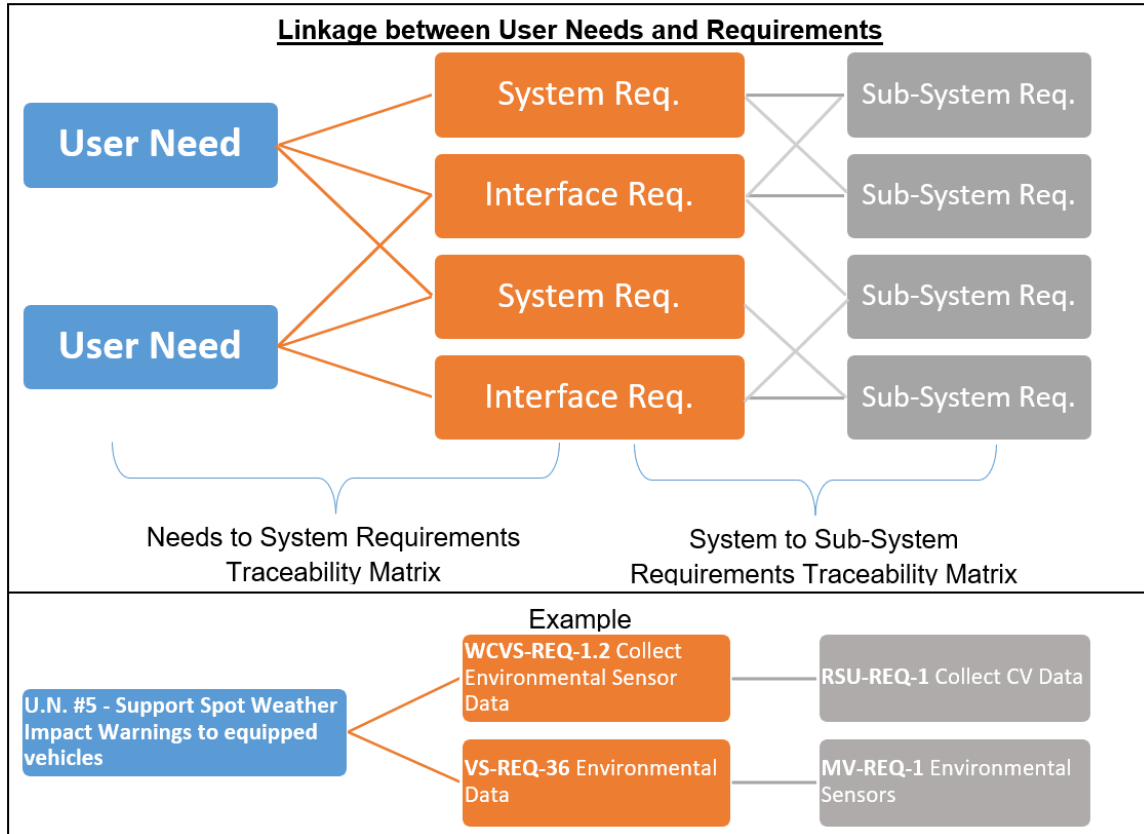 Linkage between User Needs and Requirements
User Need
User Need
System Req.
Interface Req.
System Req.
Interface Req.
Sub-System Req.
Sub-System Req.
Sub-System Req.
Sub-System Req.
Needs to System Requirements
Traceability Matrix
System to Sub-System
Requirements Traceability Matrix
Example
U.N. #5 - Support Spot Weather
Impact Warnings to equipped
vehicles
WCVS-REQ-1.2 Collect
Environmental Sensor
Data
RSU-REQ-1 Collect CV Data
VS-REQ-36 Environmental
Data
MV-REQ-1 Environmental
Sensors